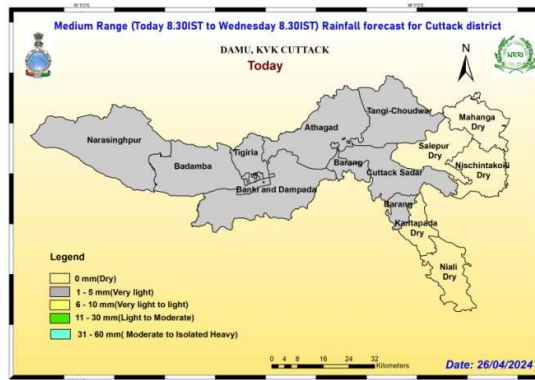 Medium Range (Today 8.30IST to Wednesday 8.30IST) Rainfall forecast for Cuttack district
DAMU, KVK CUTTACK
Today
N
NRRI
Tangi-Choudwar
Mahanga
Dry
Athagad
Narasinghpur
Salepur
Dry
Tigiria
Nischintakoili
Dry
Badamba
Barang
Cuttack Sadar
Banki and Dampada
Barang
Kantapada
Dry
Niali
Dry
Legend
0 mm(Dry)
1 - 5 mm(Very light)
6 - 10 mm(Very light to light)
11 - 30 mm(Light to Moderate)
31 - 60 mm( Moderate to Isolated Heavy)
0 4 8 16 24 32
Kilometers
Date: 26/04/2024